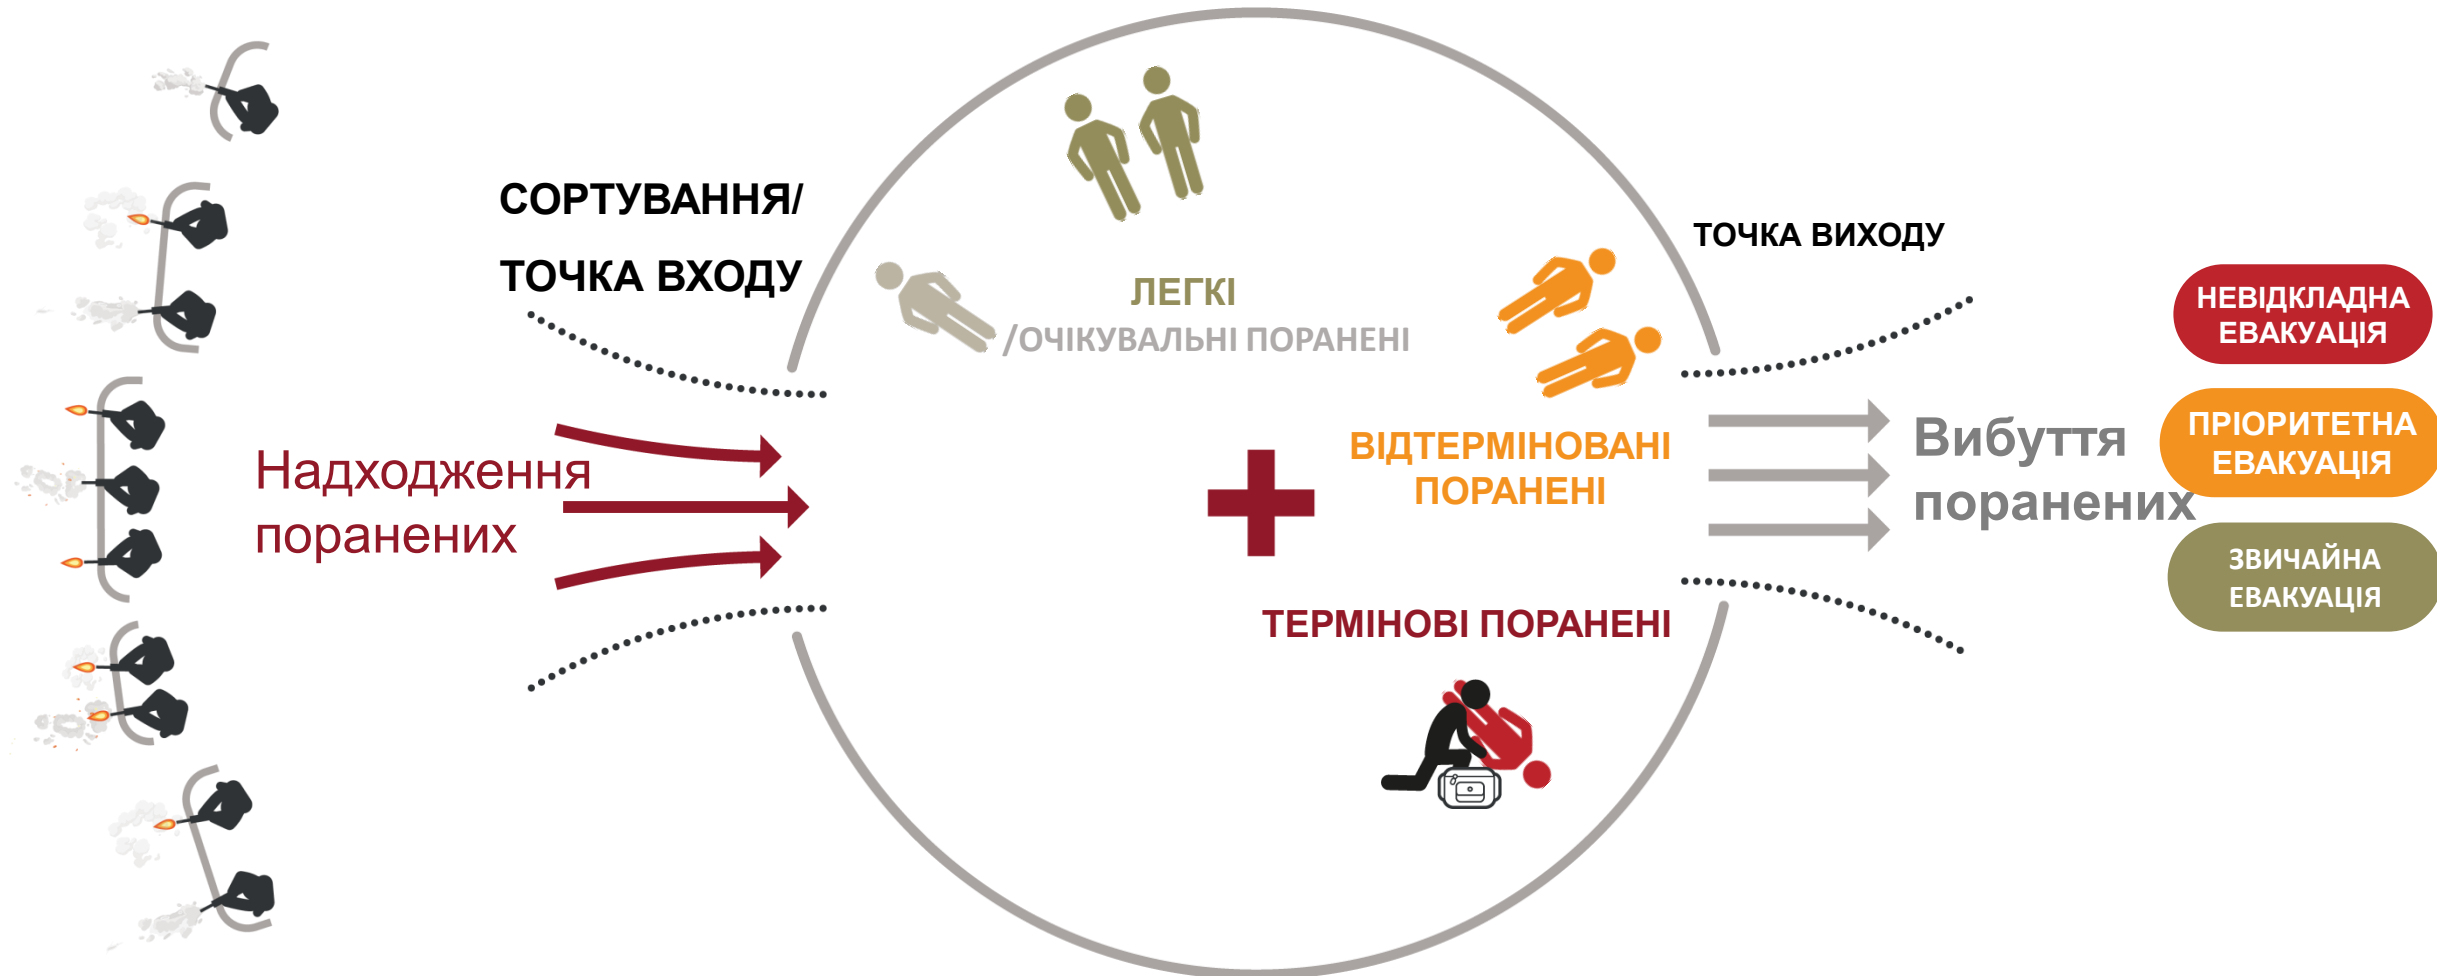 СОРТУВАННЯ/
ТОЧКА ВХОДУ
Надходження
поранених
ЛЕГКІ
/ОЧІКУВАЛЬНІ ПОРАНЕНІ
ВІДТЕРМІНОВАНІ
ПОРАНЕНІ
ТЕРМІНОВІ ПОРАНЕНІ
ТОЧКА ВИХОДУ
Вибуття
поранених
НЕВІДКЛАДНА
ЕВАКУАЦІЯ
ПРІОРИТЕТНА
ЕВАКУАЦІЯ
ЗВИЧАЙНА
ЕВАКУАЦІЯ